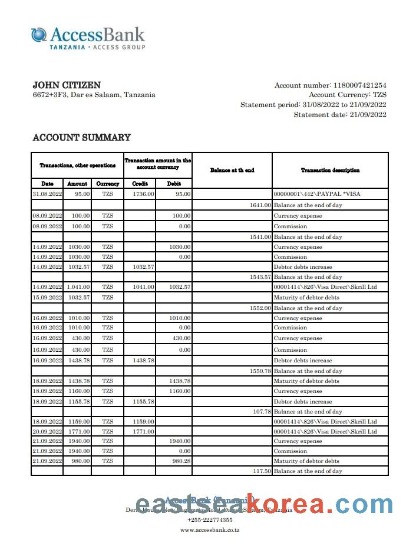 AccessBank
TANZANIA - ACCESS GROUP
JOHN CITIZEN
6672+3F3, Dar es Salaam, Tanzania
Account number: 1180007421254
Account Currency: TZS
Statement period: 31/08/2022 to 21/09/2022
Statement date: 21/09/2022
ACCOUNT SUMMARY
Transactions, other operations Transaction amount in the account currency Balance at th end Transaction description
Date Amount Currency Credit Debit
31.08.2022 95.00 TZS 1736.00 95.00 00000001\402\PAYPAL *VISA
1641.00 Balance at the end of day
08.09.2022 100.00 TZS 100.00 Currency expense
08.09.2022 100.00 TZS 0.00 Commission
1541.00 Balance at the end of day
14.09.2022 1030.00 TZS 1030.00 Currency expense
14.09.2022 1030.00 TZS 0.00 Commission
14.09.2022 1032.57 TZS 1032.57 Debtor debts increase
1543.57 Balance at the end of day
14.09.2022 1.041.00 TZS 1041.00 1032.57 00001414\826\Visa Direct\Skrill Ltd
15.09.2022 1032.57 TZS Maturity of debtor debts
1552.00 Balance at the end of day
16.09.2022 1010.00 TZS 1010.00 Currency expense
16.09.2022 1010.00 TZS 0.00 Commission
16.09.2022 430.00 TZS 430.00 Currency expense
16.09.2022 430.00 TZS 0.00 Commission
16.09.2022 1438.78 TZS 1438.78 Debtor debts increase
1550.78 Balance at the end of day
18.09.2022 1438.78 TZS 1438.78 Maturity of debtor debts
18.09.2022 1160.00 TZS 1160.00 Currency expense
18.09.2022 1155.78 TZS 1155.78 Debtor debts increase
107.78 Balance at the end of day
18.09.2022 1159.00 TZS 1159.00 00001414\826\Visa Direct\Skrill Ltd
20.09.2022 1771.00 TZS 1771.00 00001414\826\Visa Direct\Skrill Ltd
21.09.2022 1940.00 TZS 1940.00 Currency expense
21.09.2022 1940.00 TZS 0.00 Commission
21.09.2022 980.00 TZS 980.28 Maturity of debtor debts
117.50 Balance at the end of day
AccessBank (Tanzania)
korea.com
+255-222774355
www.accessbank.co.tz